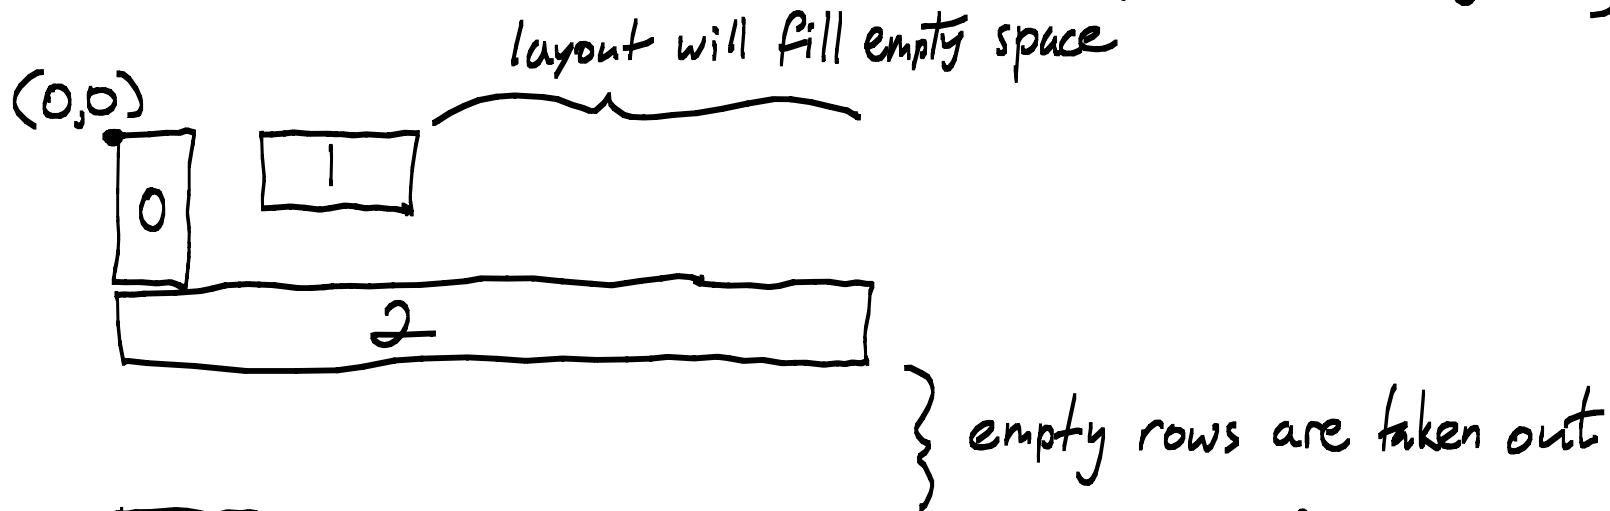 layout will fill empty space
(0,0)
0
1
2
empty rows are taken out